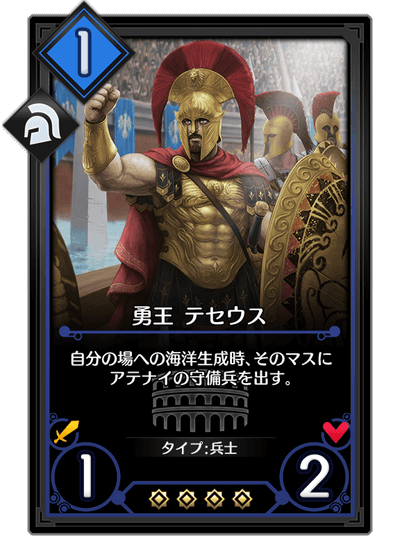 1
勇王 テセウス
自分の場への海洋生成時、そのマスに
アテナイの守備兵を出す。
タイプ:兵士
1
2